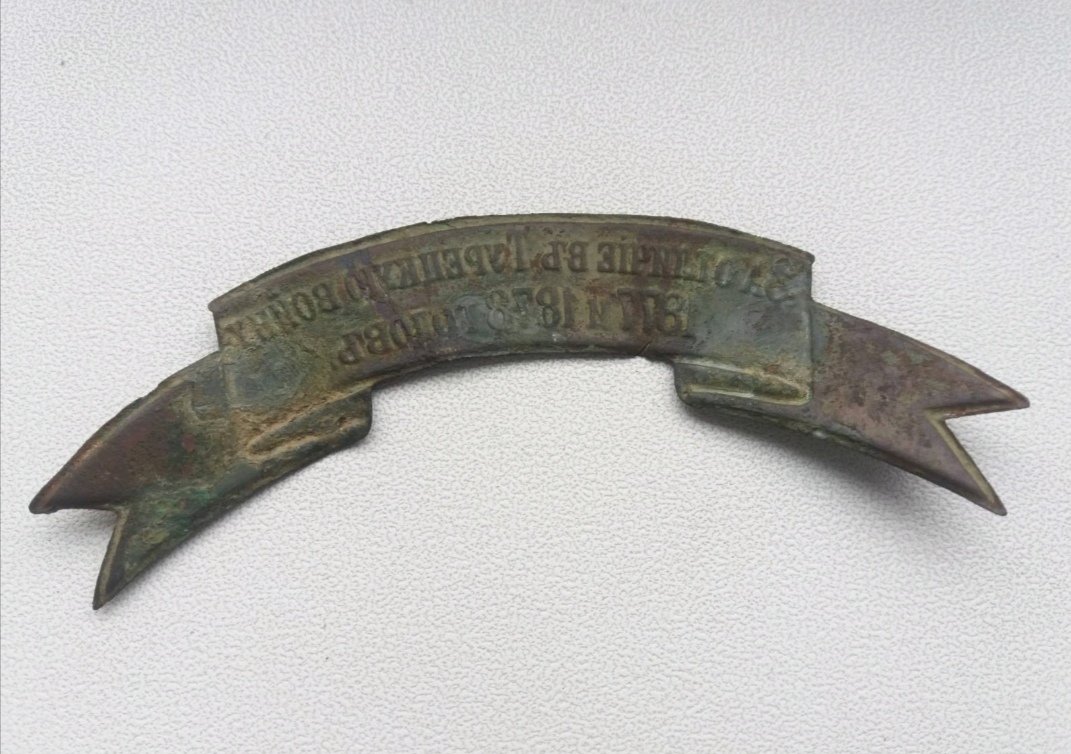 ЗА ОТЛИЧІЕ ВЪ ТУРЕЦКУЮ ВОЙНУ
1877 И 1878 ГОДОВЪ